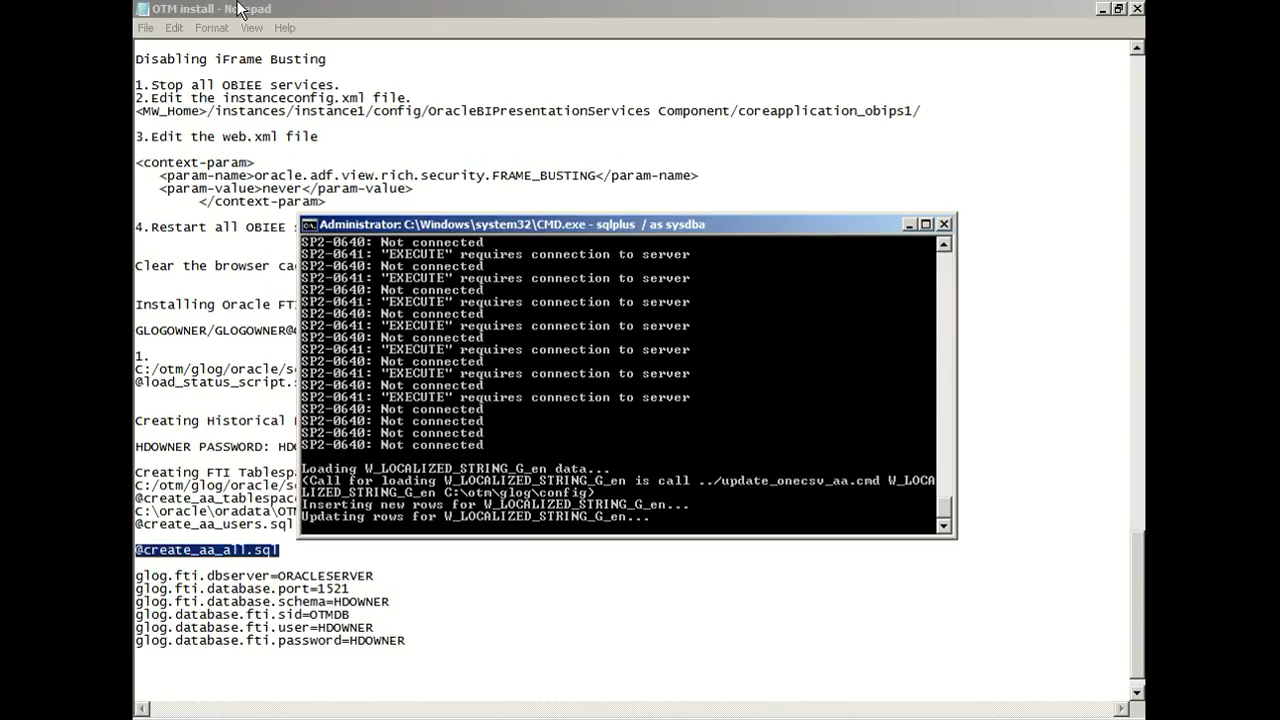 OTM install - Notepad
File Edit Format View Help
Disabling iFrame Busting
1.Stop all OBIEE services.
2.Edit the instanceconfig.xml file.
<MW_Home>/instances/instance1/config/OracleBIPresentationServices Component/coreapplication_obips1/
3.Edit the web.xml file
<context-param>
<param-name>oracle.adf.view.rich.security.FRAME_BUSTING</param-name>
<param-value>never</param-value>
</context-param>
4.Restart all OBIEE
Clear the browser
Installing Oracle FT
GLOGOWNER/GLOGOWNER@
1.
C:/otm/glog/oracle/s
@load_status_script.
Creating Historical
HDOWNER PASSWORD: HD
Creating FTI Tablesp
C:/otm/glog/oracle/s
@create_aa_tablespac
C:\oracle\oradata\OT
@create_aa_users.sql
@create_aa_all.sql
glog.fti.dbserver=ORACLESERVER
glog.fti.database.port=1521
glog.fti.database.schema=HDOWNER
glog.database.fti.sid=OTMDB
glog.database.fti.user=HDOWNER
glog.database.fti.password=HDOWNER
Administrator: C:\Windows\system32\CMD.exe - sqlplus / as sysdba
SP2-0640: Not connected
SP2-0641: "EXECUTE" requires connection to server
SP2-0640: Not connected
SP2-0641: "EXECUTE" requires connection to server
SP2-0640: Not connected
SP2-0641: "EXECUTE" requires connection to server
SP2-0640: Not connected
SP2-0641: "EXECUTE" requires connection to server
SP2-0640: Not connected
SP2-0641: "EXECUTE" requires connection to server
SP2-0640: Not connected
SP2-0641: "EXECUTE" requires connection to server
SP2-0640: Not connected
SP2-0641: "EXECUTE" requires connection to server
SP2-0640: Not connected
SP2-0640: Not connected
SP2-0640: Not connected
SP2-0640: Not connected
Loading W_LOCALIZED_STRING_G_en data...
(Call for loading W_LOCALIZED_STRING_G_en is call ../update_onecsv_aa.cmd W_LOCA
LIZED_STRING_G_en C:\otm\glog\config)
Inserting new rows for W_LOCALIZED_STRING_G_en...
Updating rows for W_LOCALIZED_STRING_G_en...